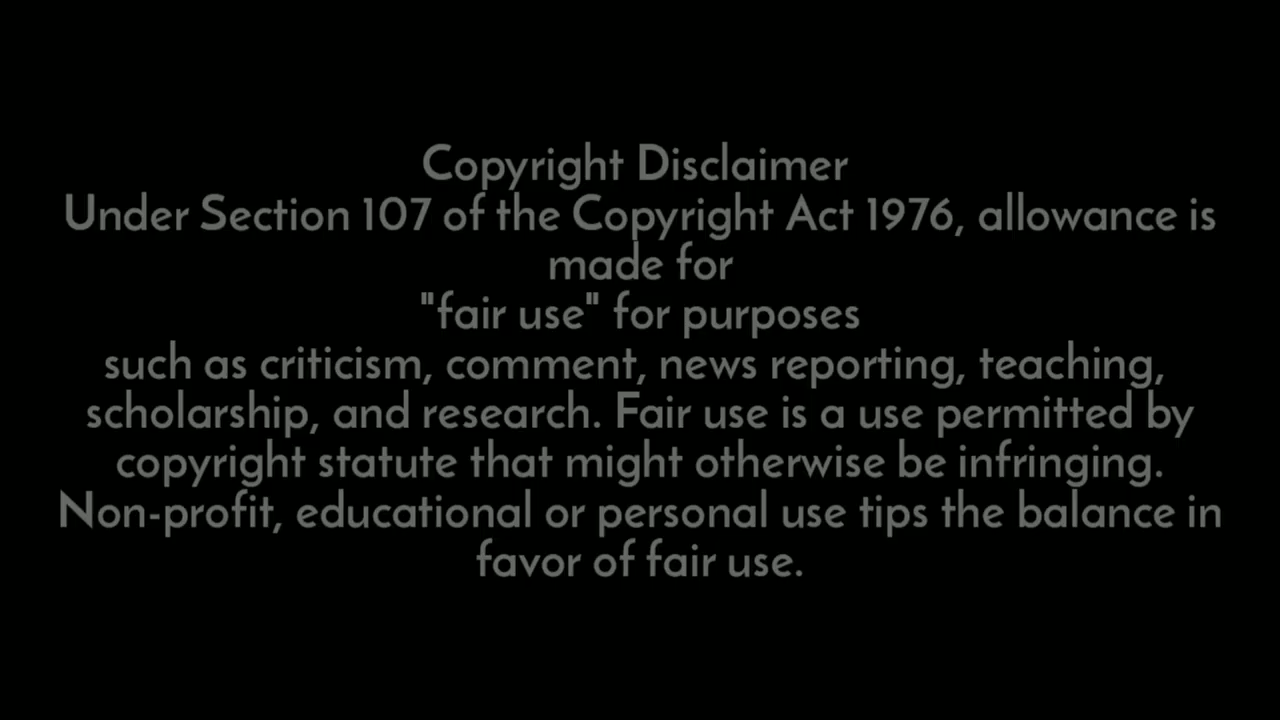 Copyright Disclaimer
Under Section 107 of the Copyright Act 1976, allowance is
made for
"fair use" for purposes
such as criticism, comment, news reporting, teaching,
scholarship, and research. Fair use is a use permitted by
copyright statute that might otherwise be infringing.
Non-profit, educational or personal use tips the balance in
favor of fair use.